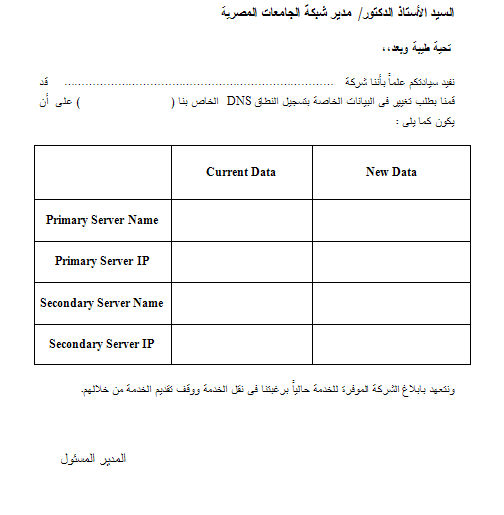 السيد الأستاذ الدكتور/ مدير شبكة الجامعات المصرية
تحية طيبة وبعد،،
نفيد سيادتكم علماً بأننا شركة ................................................................ قد
قمنا بطلب تغيير فى البيانات الخاصة بتسجيل النطاق DNS الخاص بنا ( ) على أن
يكون كما يلى :
Current Data New Data
Primary Server Name
Primary Server IP
Secondary Server Name
Secondary Server IP
ونتعهد بابلاغ الشركة الموفرة للخدمة حالياً برغبتنا فى نقل الخدمة ووقف تقديم الخدمة من خلالهم.
المدير المسئول